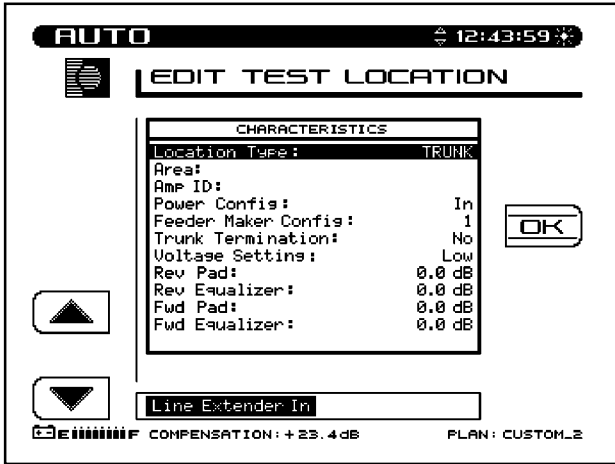 AUTO 12:43:59
EDIT TEST LOCATION
CHARACTERISTICS
Location Type: TRUNK
Area:
Amp ID:
Power Config: In
Feeder Maker Config: 1
Trunk Termination: No
Voltage Setting: Low
Rev Pad: 0.0 dB
Rev Equalizer: 0.0 dB
Fwd Pad: 0.0 dB
Fwd Equalizer: 0.0 dB
OK
Line Extender In
E F COMPENSATION: +23.4dB PLAN: CUSTOM_2